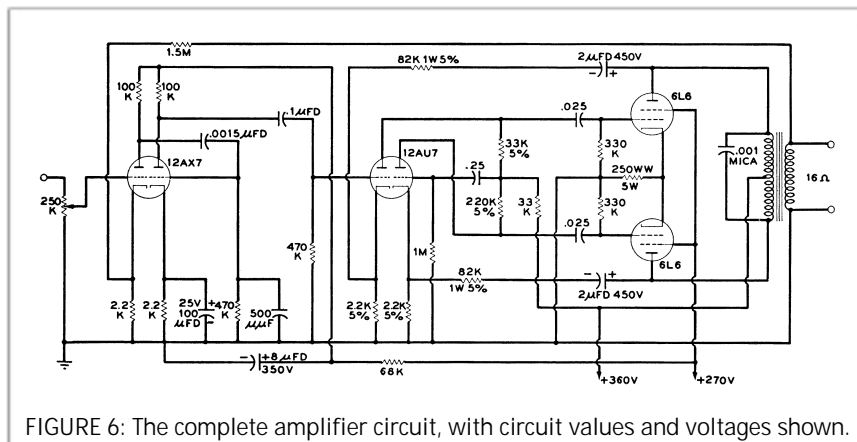 1.5M
82K 1W 5%
2µFD 450V
- +
100
K
100
K
.1µFD
6L6
.025
.0015µFD
12AX7
12AU7
33K
5%
330
K
.25
250WW
5W
.001
MICA
16 Ω
250
K
220K
5%
33
K
330
K
.025
470
K
1M
6L6
82K
1W 5%
- +
2µFD 450V
2.2
K
2.2
K
25V
100
µFD
+
-
470
K
500
µµF
2.2K
5%
2.2K
5%
- +8µFD
350V
68K
+360V
+270V
FIGURE 6: The complete amplifier circuit, with circuit values and voltages shown.